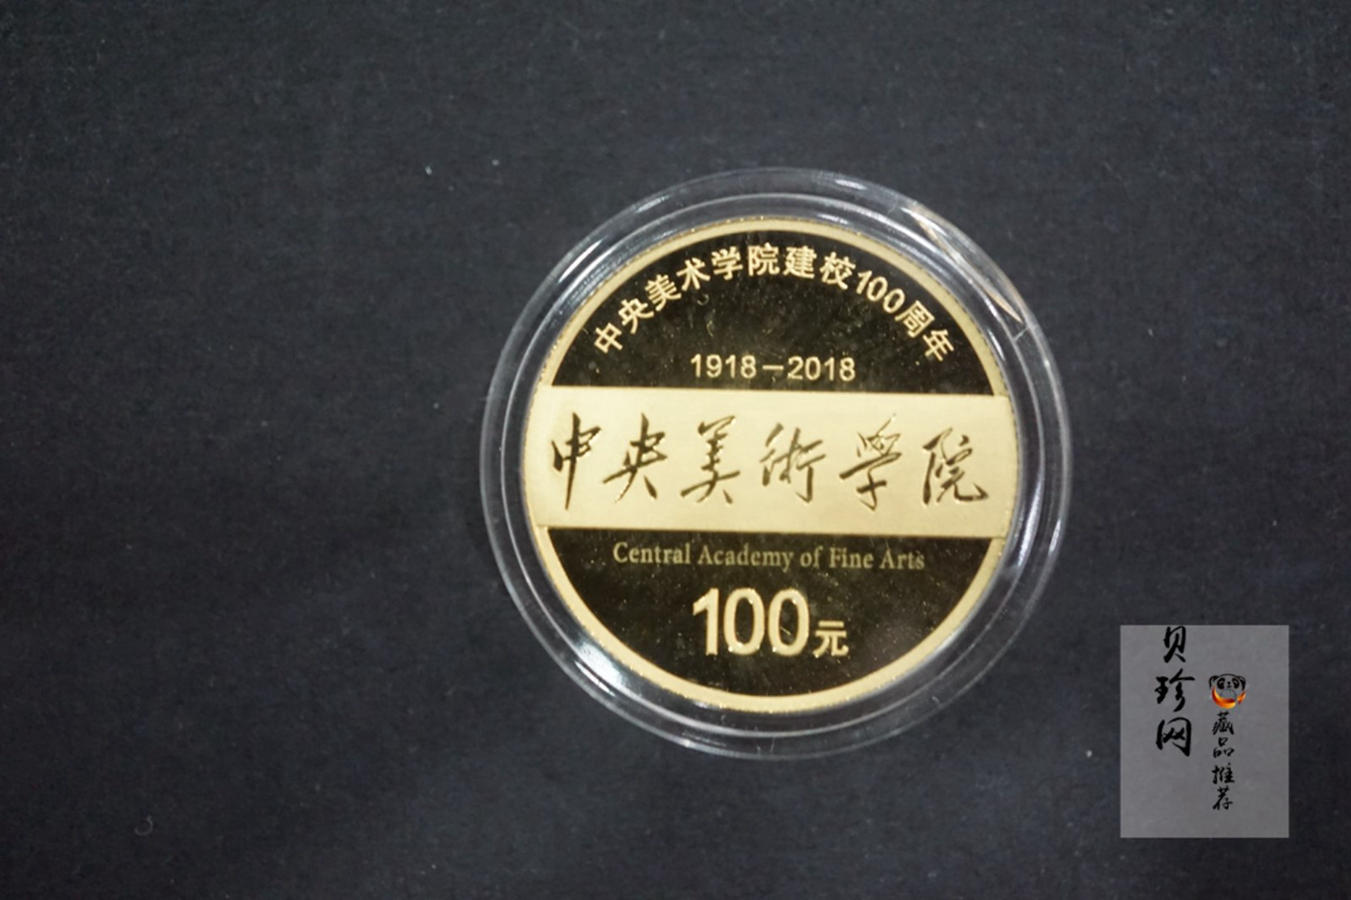 中央美术学院建校100周年
1918-2018
中央美術學院
Central Academy of Fine Arts
100元
贝珍网
藏品推荐